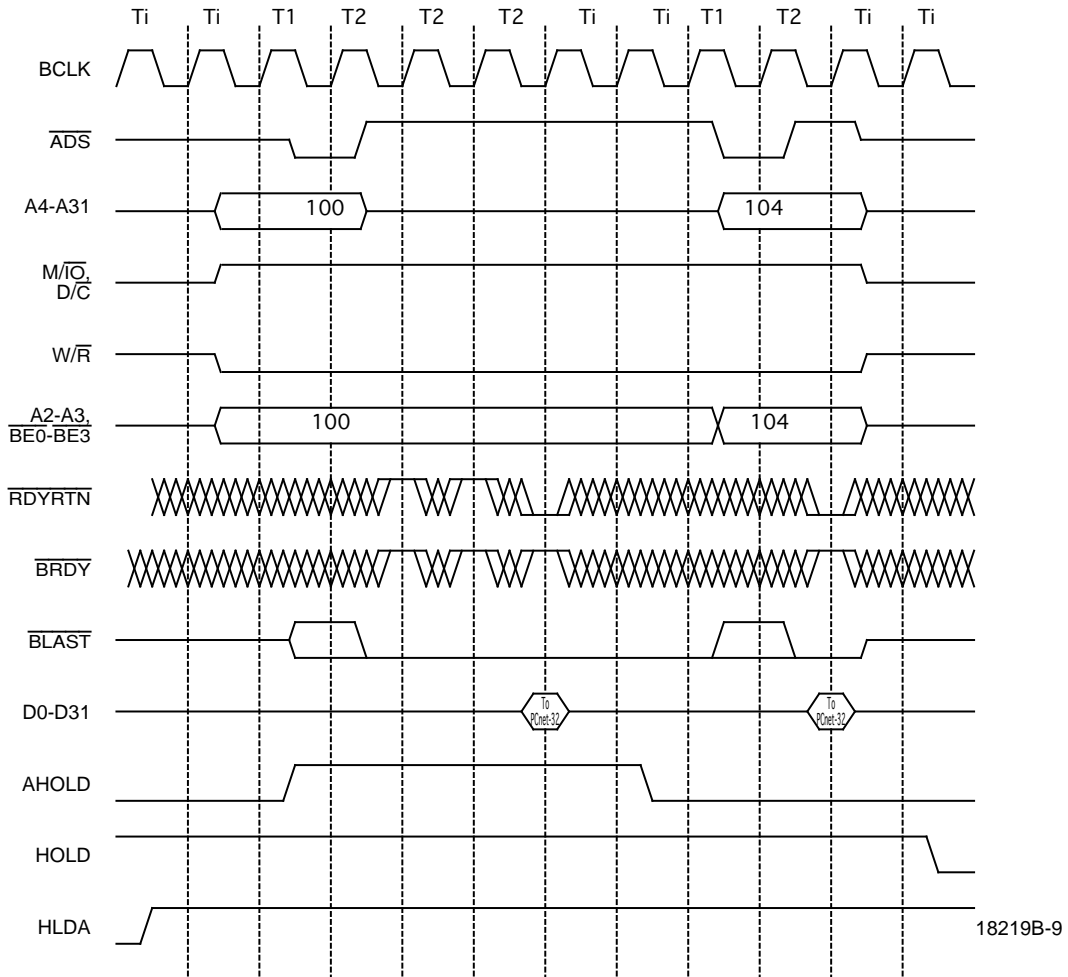 Ti Ti T1 T2 T2 T2 Ti Ti T1 T2 Ti Ti
BCLK
ADS
A4-A31 100 104
M/IO,
D/C
W/R
A2-A3,
BE0-BE3 100 104
RDYRTN
BRDY
BLAST
D0-D31 To PCnet-32 To PCnet-32
AHOLD
HOLD
HLDA
18219B-9